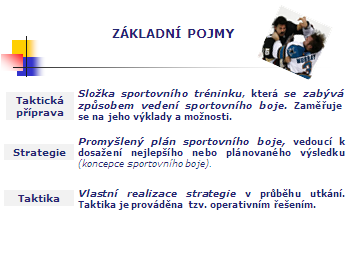 ZÁKLADNÍ POJMY
MURRAY
Taktická
příprava
Složka sportovního tréninku, která se zabývá
způsobem vedení sportovního boje. Zaměřuje
se na jeho výklady a možnosti.
Strategie
Promyšlený plán sportovního boje, vedoucí k
dosažení nejlepšího nebo plánovaného výsledku
(koncepce sportovního boje).
Taktika
Vlastní realizace strategie v průběhu utkání.
Taktika je prováděna tzv. operativním řešením.